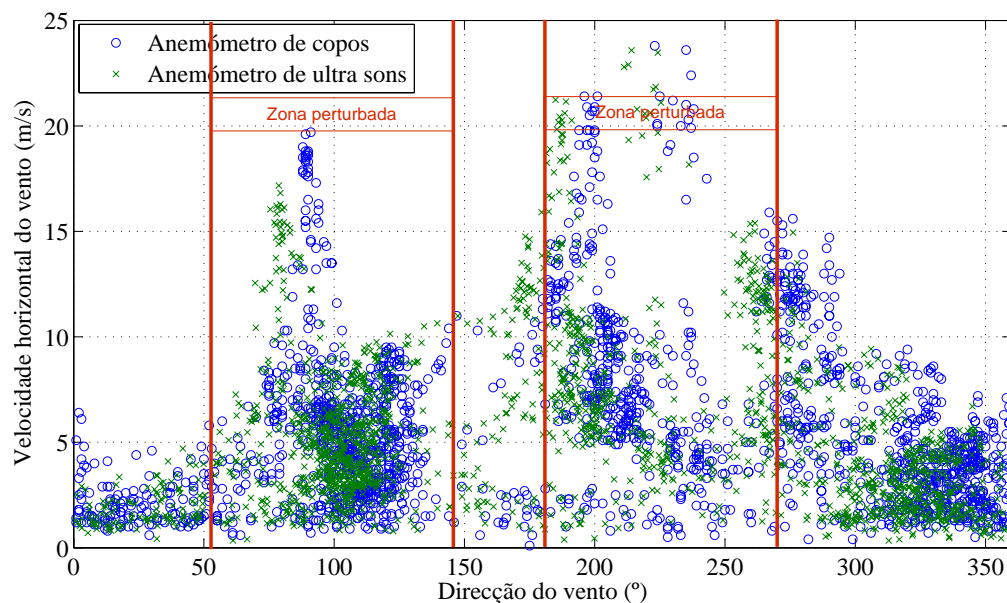 25
20
15
10
5
0
Velocidade horizontal do vento (m/s)
Anemómetro de copos
Anemómetro de ultra sons
Zona perturbada
Zona perturbada
0
50
100
150
200
250
300
350
Direcção do vento (º)